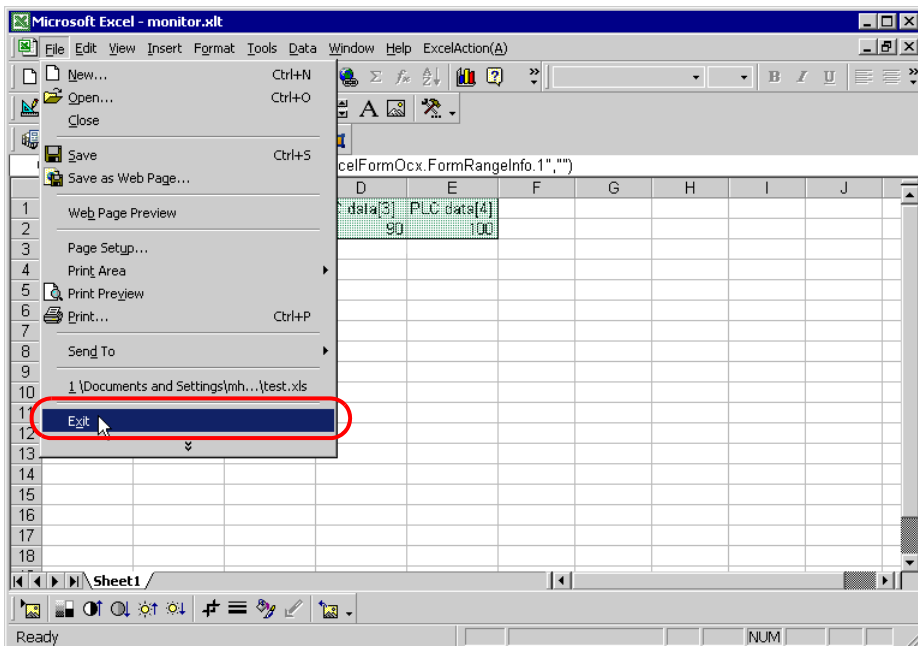 Microsoft Excel - monitor.xlt
File Edit View Insert Format Tools Data Window Help ExcelAction(A)
New... Ctrl+N
Open... Ctrl+O
Close
Save Ctrl+S
Save as Web Page...
Web Page Preview
Page Setup...
Print Area
Print Preview
Print... Ctrl+P
Send To
1 \Documents and Settings\mh...\test.xls
Exit
B I U
A
celFormOcx.FormRangeInfo.1","")
D E F G H I J
1 data[3] PLC data[4]
2 90 100
3
4
5
6
7
8
9
10
11
12
13
14
15
16
17
18
Sheet1
Ready NUM